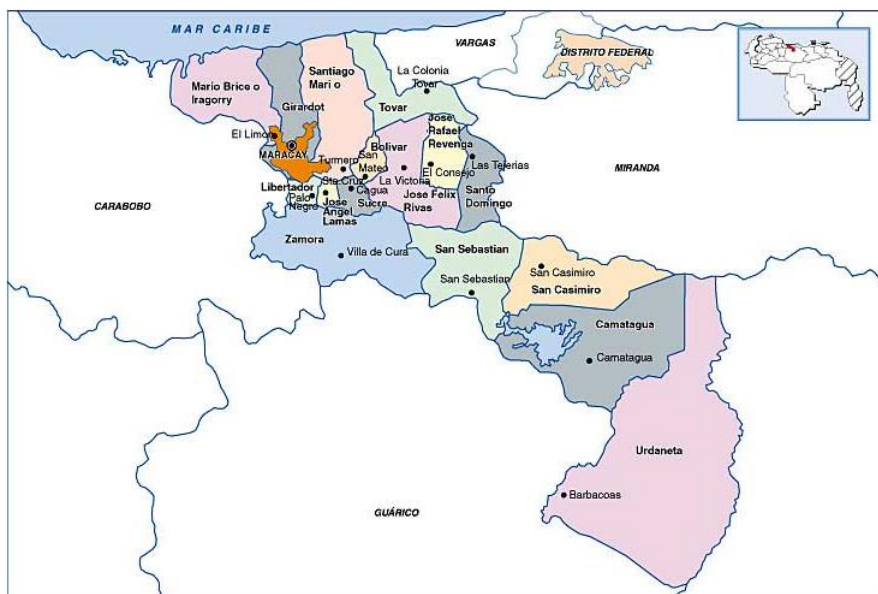 MAR CARIBE
VARGAS
DISTRITO FEDERAL
Mario Brice o
Iragorry
Girardot
Santiago
Mari o
La Colonia
Tovar
Tovar
El Limon
MARACAY
Turmero
San
Mateo
Bolivar
Jose
Rafael
Revenga
El Consejo
Las Tejerias
La Victoria
Jose Felix
Rivas
Santo
Domingo
MIRANDA
CARABOBO
Libertador
Palo
Negro
Sta Cruz
Jose
Angel
Lamas
Cagua
Sucre
Zamora
Villa de Cura
San Sebastian
San Sebastian
San Casimiro
San Casimiro
Camatagua
Camatagua
Urdaneta
Barbacoas
GUÁRICO